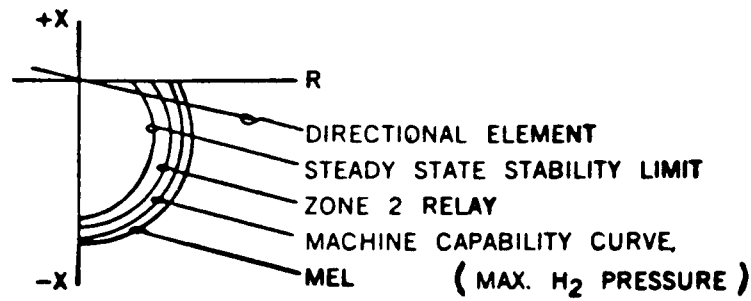 +X
R
DIRECTIONAL ELEMENT
STEADY STATE STABILITY LIMIT
ZONE 2 RELAY
MACHINE CAPABILITY CURVE,
-X MEL (MAX. H₂ PRESSURE)